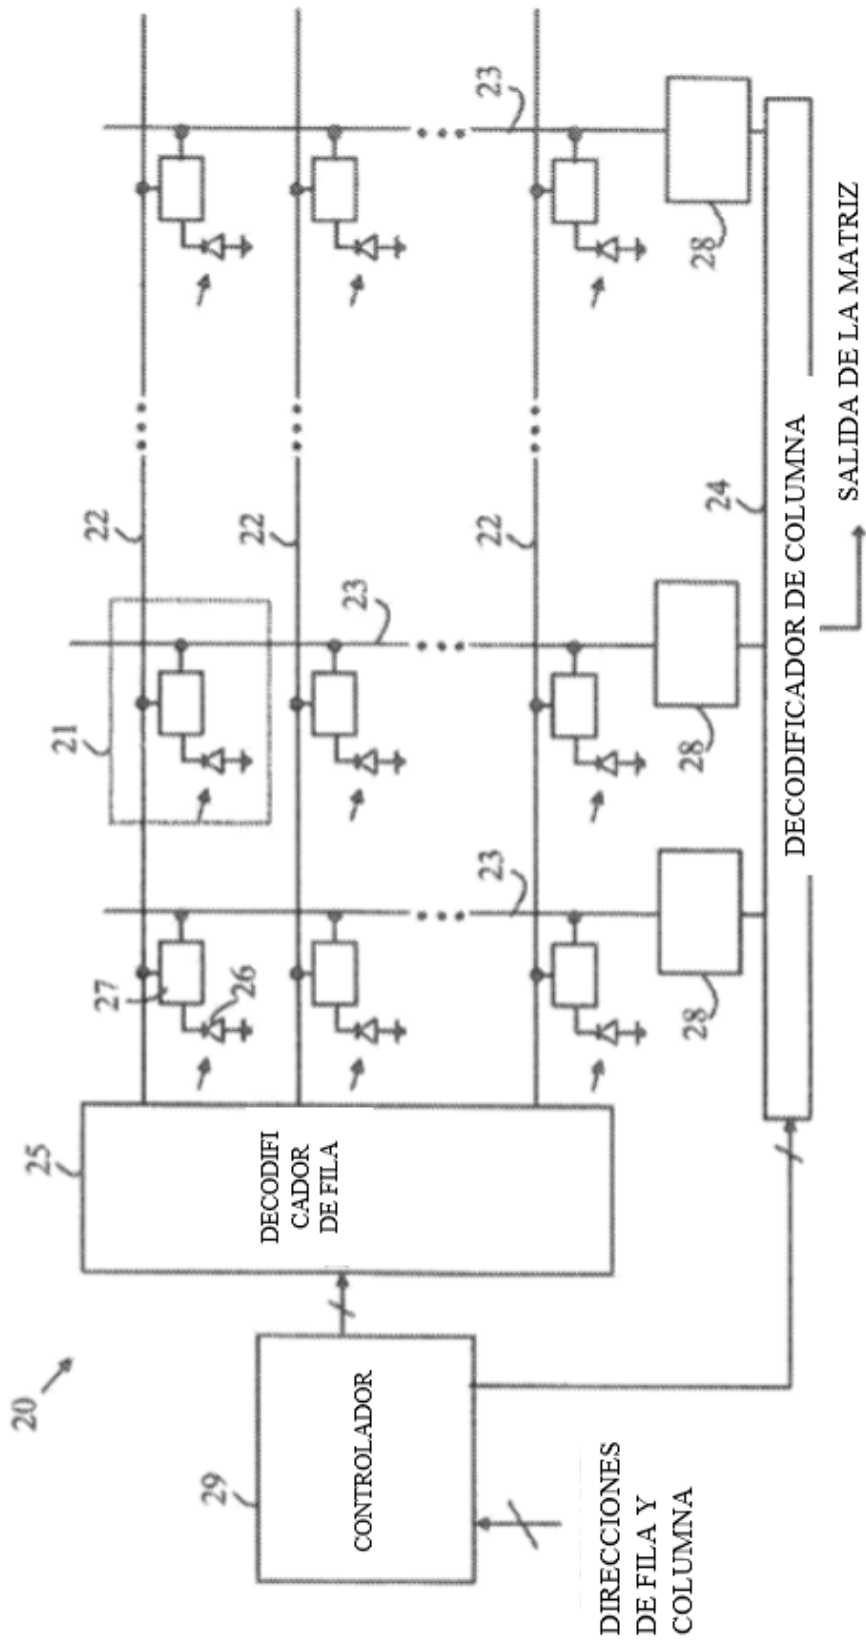 20
29
CONTROLADOR
DIRECCIONES
DE FILA Y
COLUMNA
25
DECODIFI
CADOR
DE FILA
27
26
21
22
22
22
23
23
23
28
28
28
24
DECODIFICADOR DE COLUMNA
SALIDA DE LA MATRIZ